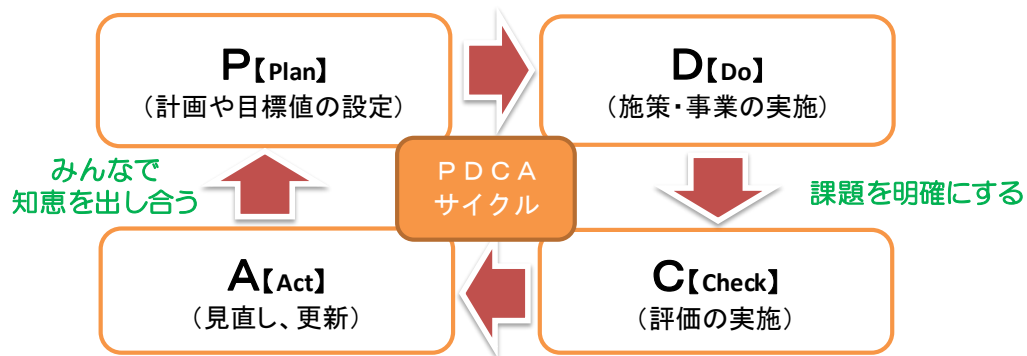 P【Plan】
（計画や目標値の設定）
D【Do】
（施策・事業の実施）
みんなで
知恵を出し合う
PDCA
サイクル
課題を明確にする
A【Act】
（見直し、更新）
C【Check】
（評価の実施）